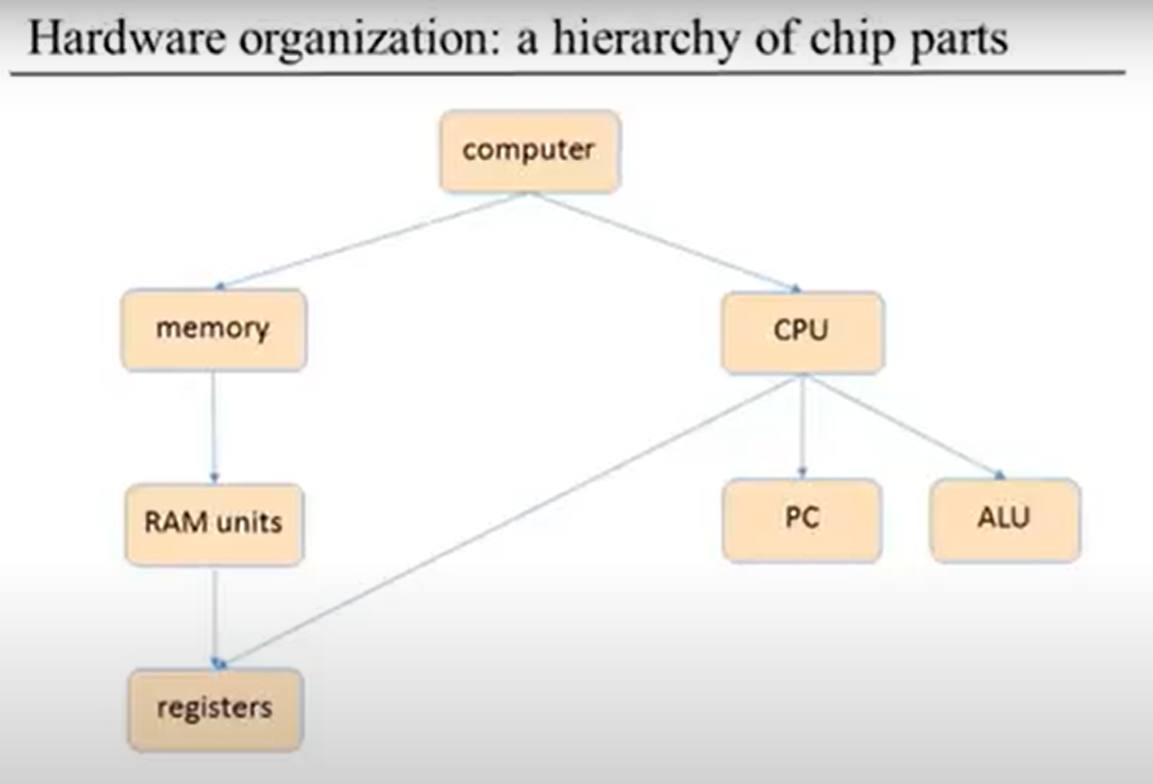 Hardware organization: a hierarchy of chip parts
computer
memory
CPU
RAM units
PC
ALU
registers